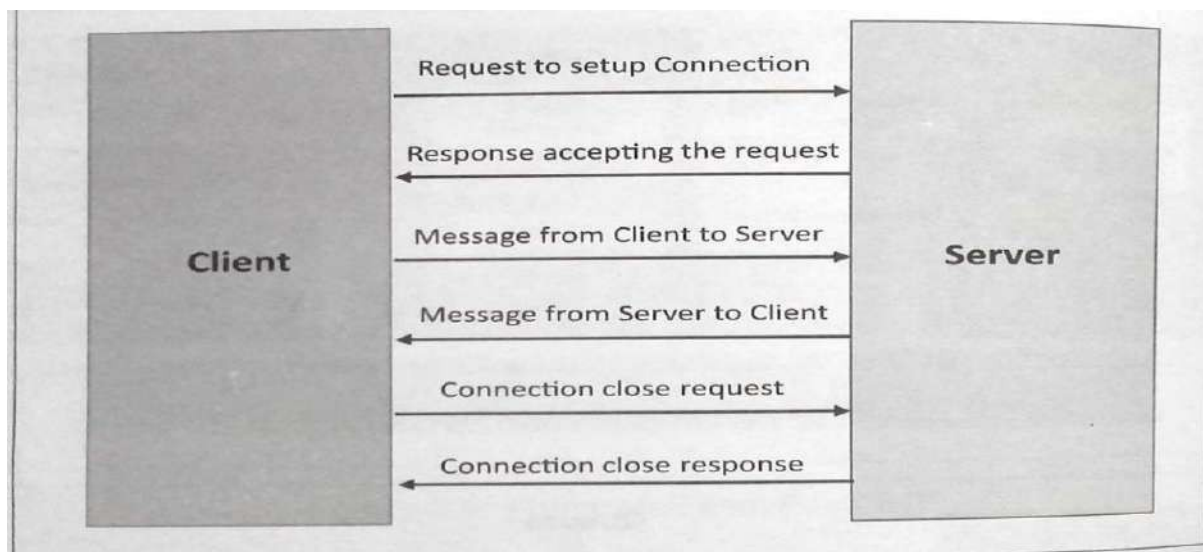 Request to setup Connection
Response accepting the request
Message from Client to Server
Client
Server
Message from Server to Client
Connection close request
Connection close response